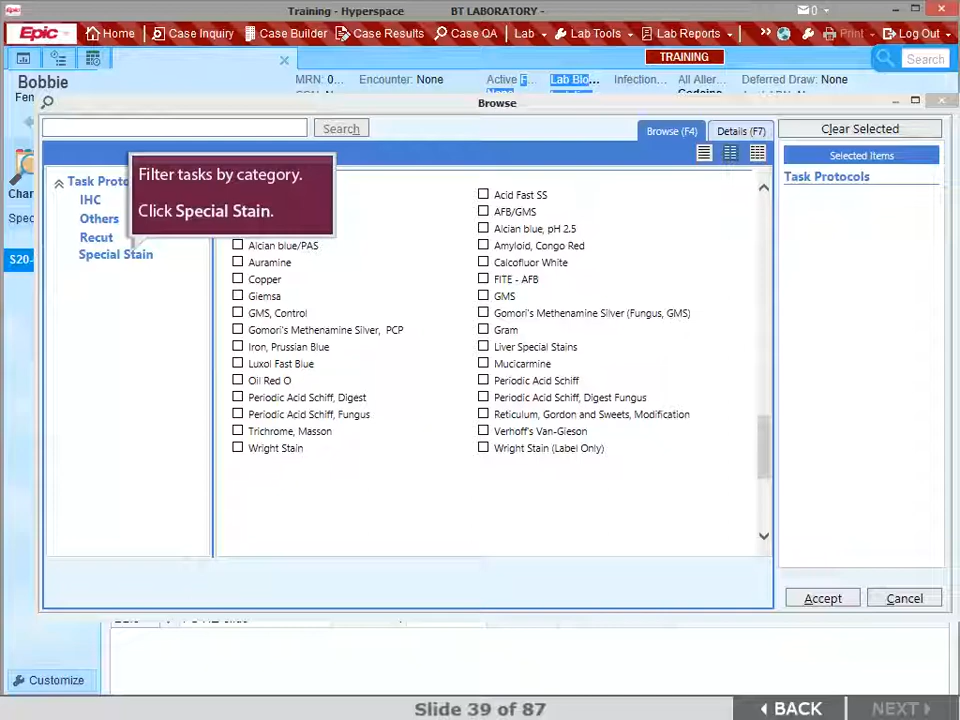 Training - Hyperspace BT LABORATORY -
0
Epic Home Case Inquiry Case Builder Case Results Case QA Lab Lab Tools Lab Reports Print Log Out
TRAINING
Search
Bobbie
MRN: 0... Encounter: None Active F... Lab Blo... Infection... All Aller... Deferred Draw: None
Fen
Browse
Search Browse (F4) Details (F7) Clear Selected
Selected Items
Task Protocols
Filter tasks by category.
Click Special Stain.
Task Proto
IHC
Others
Recut
Special Stain
Char
Spec
S20-
Acid Fast SS
AFB/GMS
Alcian blue, pH 2.5
Alcian blue/PAS Amyloid, Congo Red
Auramine Calcofluor White
Copper FITE - AFB
Giemsa GMS
GMS, Control Gomori's Methenamine Silver (Fungus, GMS)
Gomori's Methenamine Silver, PCP Gram
Iron, Prussian Blue Liver Special Stains
Luxol Fast Blue Mucicarmine
Oil Red O Periodic Acid Schiff
Periodic Acid Schiff, Digest Periodic Acid Schiff, Digest Fungus
Periodic Acid Schiff, Fungus Reticulum, Gordon and Sweets, Modification
Trichrome, Masson Verhoff's Van-Gieson
Wright Stain Wright Stain (Label Only)
Accept Cancel
Customize
Slide 39 of 87 BACK NEXT